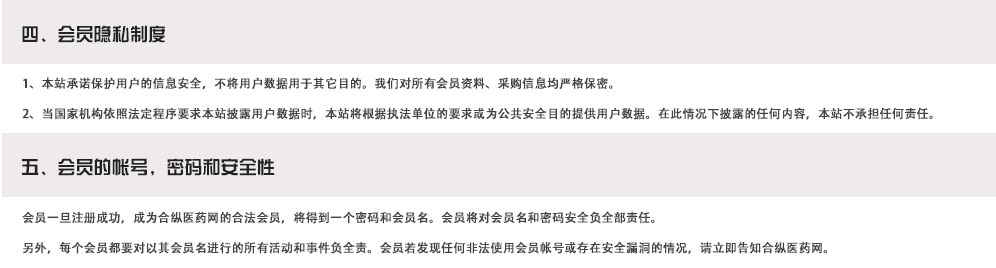 四、会员隐私制度
1、本站承诺保护用户的信息安全，不将用户数据用于其它目的。我们对所有会员资料、采购信息均严格保密。
2、当国家机构依照法定程序要求本站披露用户数据时，本站将根据执法单位的要求或为公共安全目的提供用户数据。在此情况下披露的任何内容，本站不承担任何责任。
五、会员的帐号，密码和安全性
会员一旦注册成功，成为合纵医药网的合法会员，将得到一个密码和会员名。会员将对会员名和密码安全负全部责任。
另外，每个会员都要对以其会员名进行的所有活动和事件负全责。会员若发现任何非法使用会员帐号或存在安全漏洞的情况，请立即告知合纵医药网。